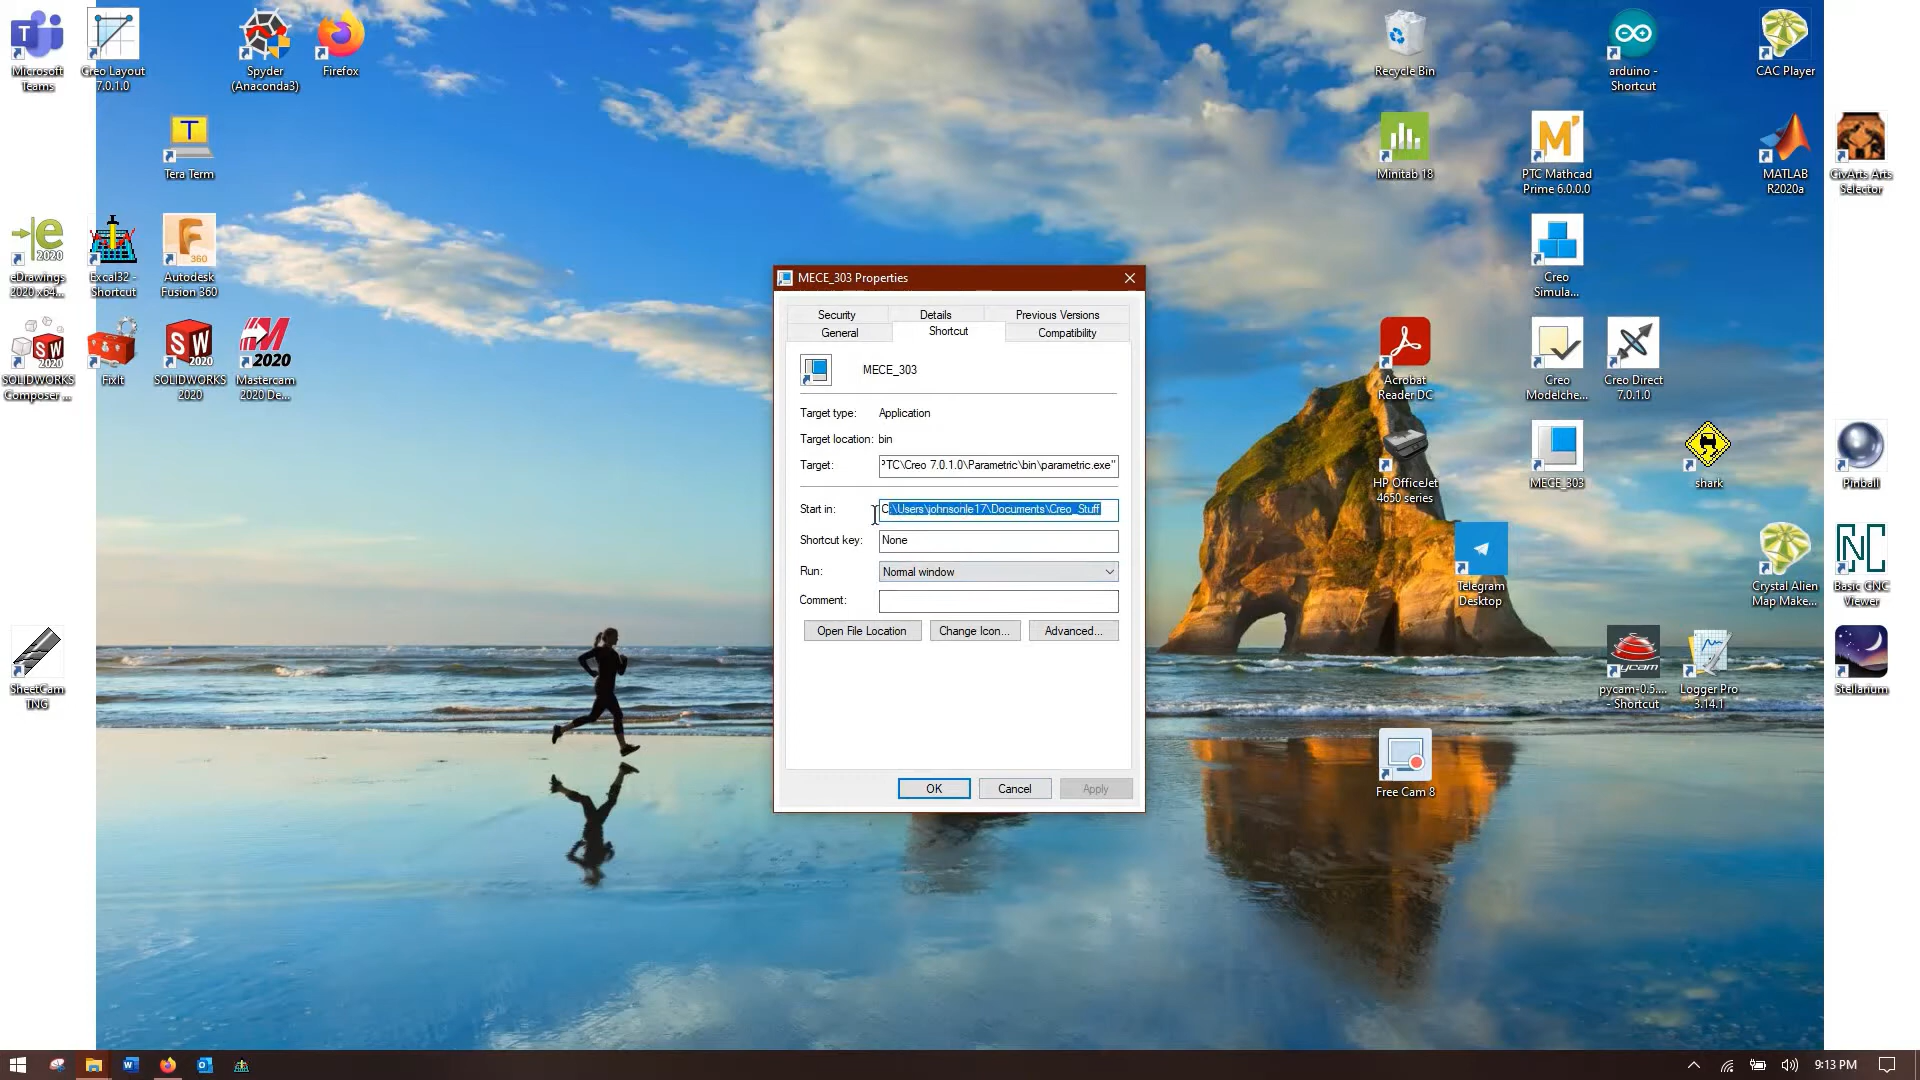 Microsoft
Teams
Creo Layout
7.0.1.0
Spyder
(Anaconda3)
Firefox
Recycle Bin
arduino -
Shortcut
CAC Player
T
Tera Term
Minitab 18
PTC Mathcad
Prime 6.0.0.0
MATLAB
R2020a
CivArts Arts
Selector
eDrawings
2020 x64...
Excal32 -
Shortcut
Autodesk
Fusion 360
Creo
Simula...
SOLIDWORKS
Composer ...
FixIt
SOLIDWORKS
2020
Mastercam
2020 De...
Acrobat
Reader DC
Creo
Modelche...
Creo Direct
7.0.1.0
HP OfficeJet
4650 series
MECE_303
shark
Pinball
Telegram
Desktop
Crystal Alien
Map Make...
Basic CNC
Viewer
SheetCam
TNG
pycam-0.5....
- Shortcut
Logger Pro
3.14.1
Stellarium
Free Cam 8
MECE_303 Properties
Security
Details
Previous Versions
General
Shortcut
Compatibility
MECE_303
Target type: Application
Target location: bin
Target: PTC\Creo 7.0.1.0\Parametric\bin\parametric.exe"
Start in: C:\Users\johnsonle17\Documents\Creo_Stuff
Shortcut key: None
Run: Normal window
Comment:
Open File Location
Change Icon...
Advanced...
OK
Cancel
Apply
9:13 PM